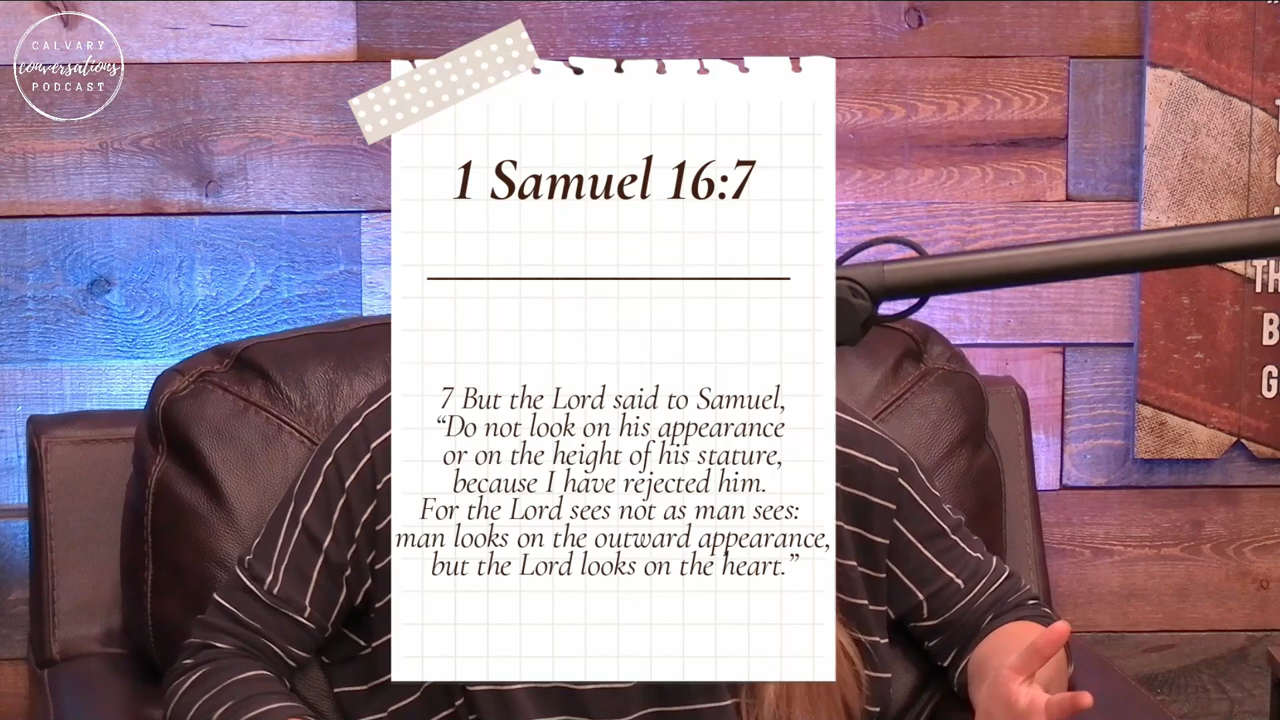 CALVARY
conversations
PODCAST
1 Samuel 16:7
7 But the Lord said to Samuel,
“Do not look on his appearance
or on the height of his stature,
because I have rejected him.
For the Lord sees not as man sees:
man looks on the outward appearance,
but the Lord looks on the heart.”